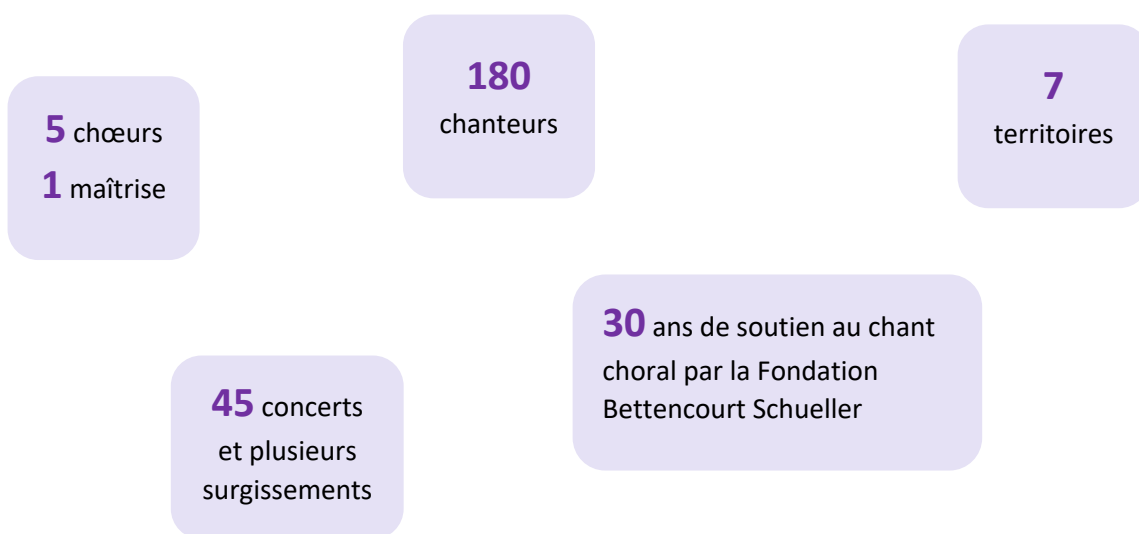 5 chœurs
1 maîtrise
180
chanteurs
7
territoires
45 concerts
et plusieurs
surgissements
30 ans de soutien au chant
choral par la Fondation
Bettencourt Schueller